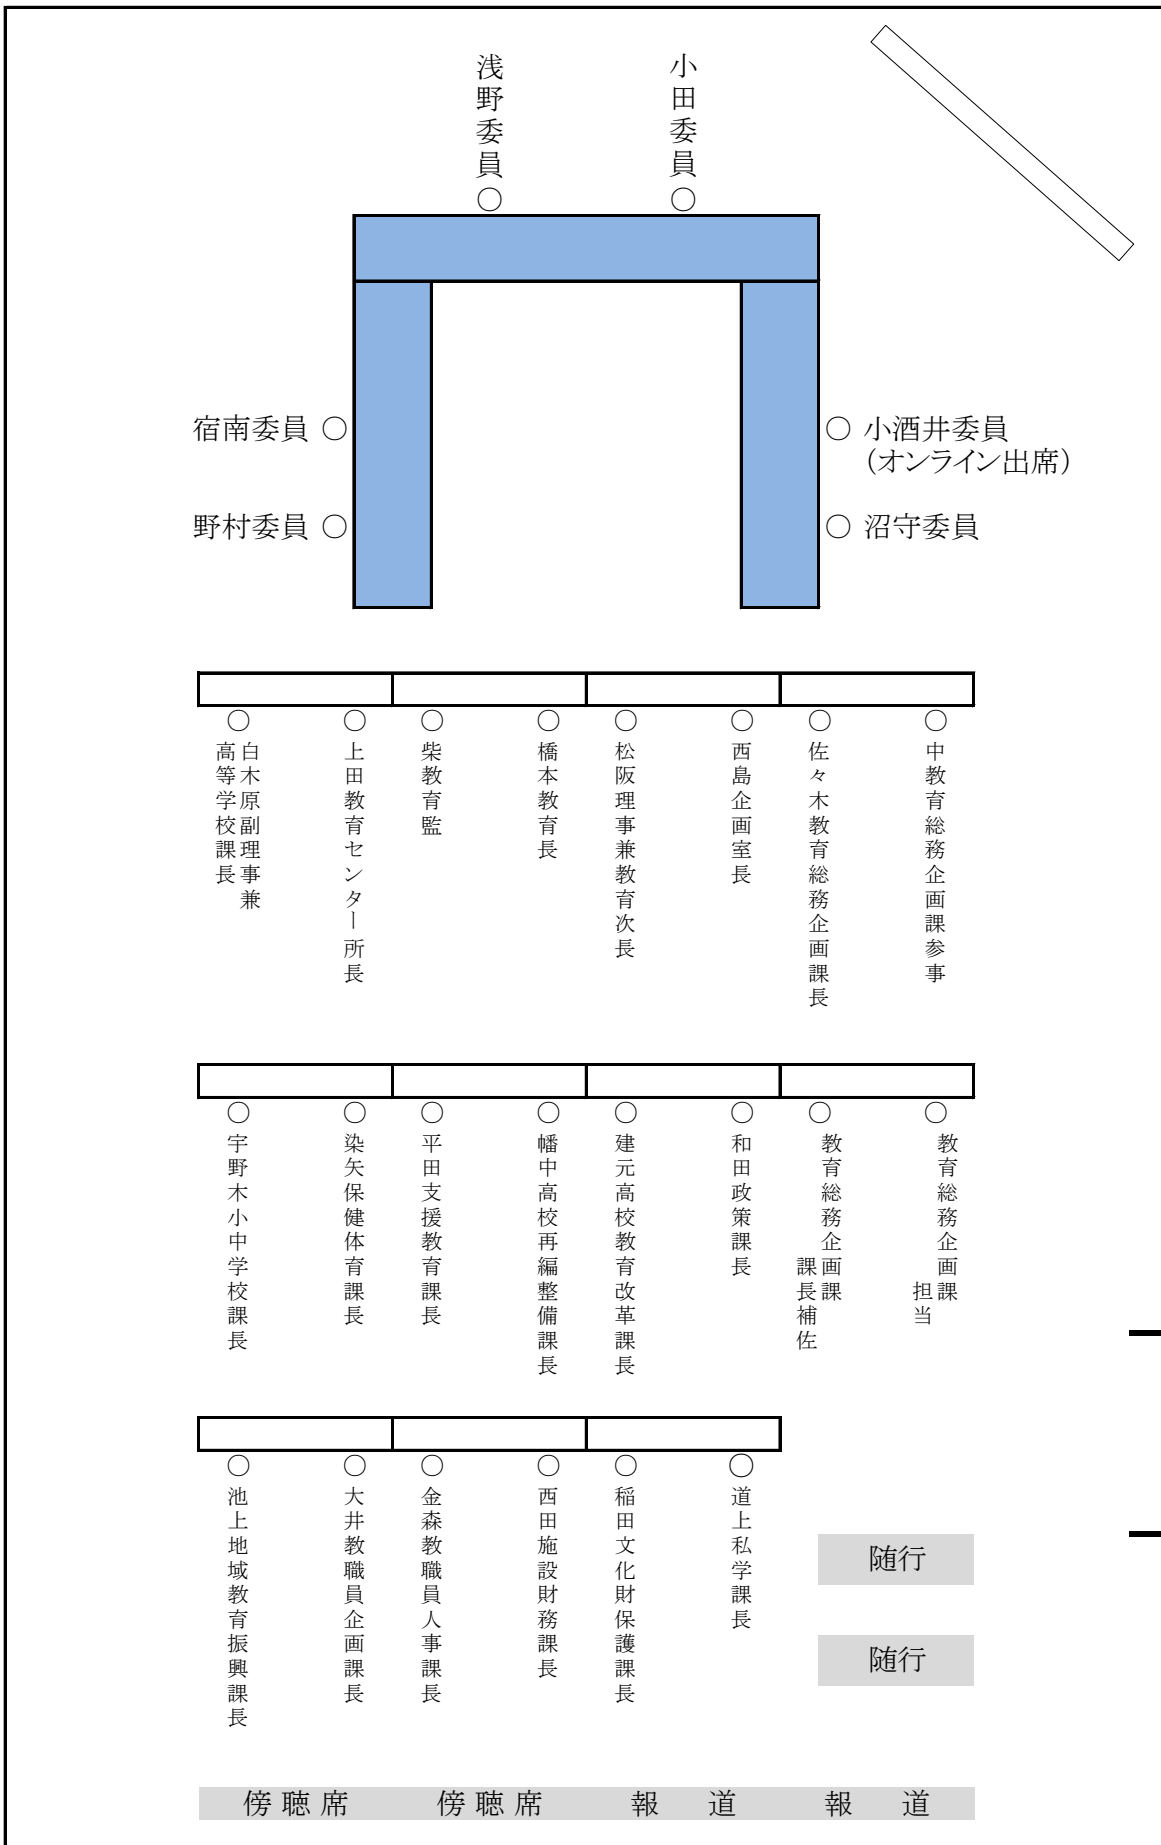 浅野委員
小田委員
宿南委員
小酒井委員
（オンライン出席）
野村委員
沼守委員
白木原副理事兼
高等学校課長
上田教育センター所長
柴教育監
橋本教育長
松阪理事兼教育次長
西島企画室長
佐々木教育総務企画課長
中教育総務企画課参事
宇野木小中学校課長
染矢保健体育課長
平田支援教育課長
幡中高校再編整備課長
建元高校教育改革課長
和田政策課長
教育総務企画課
課長補佐
教育総務企画課
担当
池上地域教育振興課長
大井教職員企画課長
金森教職員人事課長
西田施設財務課長
稲田文化財保護課長
道上私学課長
随行
随行
傍聴席 傍聴席 報 道 報 道